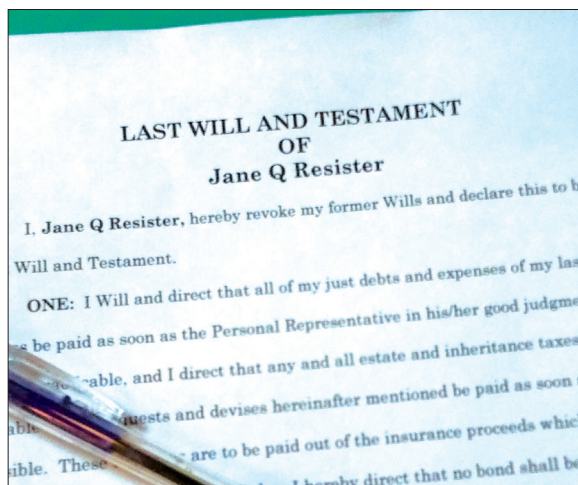 LAST WILL AND TESTAMENT
OF
Jane Q Resister
I, Jane Q Resister, hereby revoke my former Wills and declare this to b
Will and Testament.
ONE: I Will and direct that all of my just debts and expenses of my las
be paid as soon as the Personal Representative in his/her good judgme
cable, and I direct that any and all estate and inheritance taxes
able quests and devises hereinafter mentioned be paid as soon
sible. These are to be paid out of the insurance proceeds whic
I hereby direct that no bond shall be